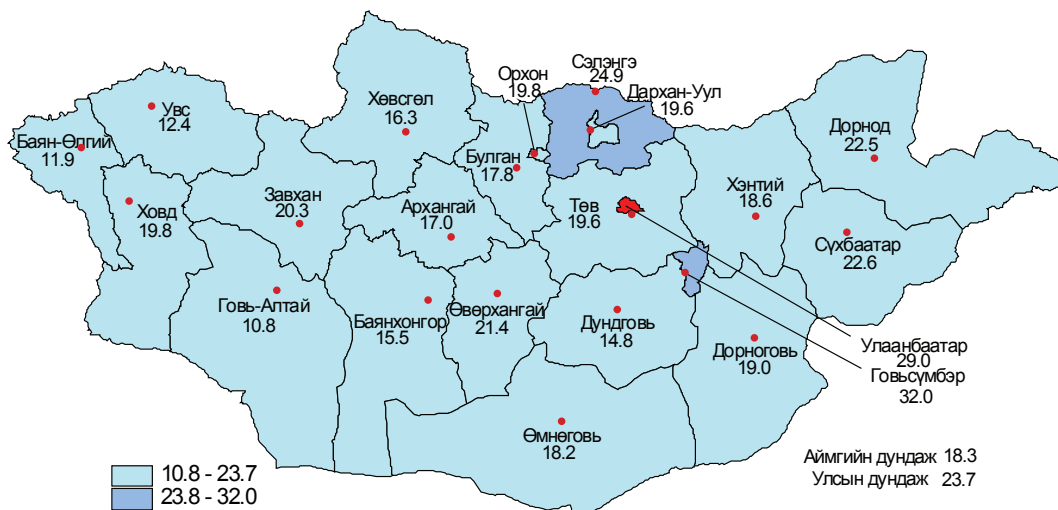 Сэлэнгэ
24.9
Орхон
19.8
Дархан-Уул
19.6
Увс
12.4
Хөвсгөл
16.3
Баян-Өлгий
11.9
Дорнод
22.5
Булган
17.8
Завхан
20.3
Ховд
19.8
Архангай
17.0
Төв
19.6
Хэнтий
18.6
Сүхбаатар
22.6
Говь-Алтай
10.8
Баянхонгор
15.5
Өвөрхангай
21.4
Дундговь
14.8
Дорноговь
19.0
Улаанбаатар
29.0
Говьсүмбэр
32.0
Өмнөговь
18.2
10.8 - 23.7
23.8 - 32.0
Аймгийн дундаж 18.3
Улсын дундаж 23.7